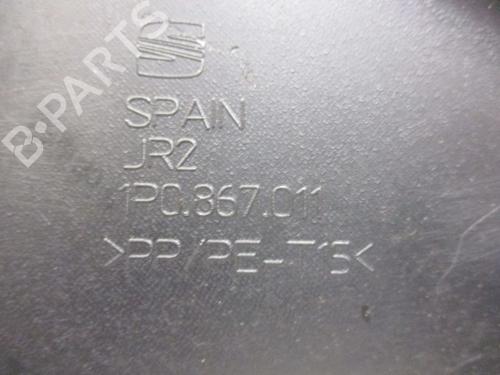 B-PARTS
SPAIN
JR2
1P0.867.011
>PP/PE-T15<